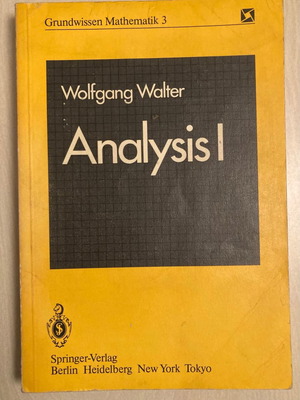 Grundwissen Mathematik 3
Wolfgang Walter
Analysis I
Springer-Verlag
Berlin Heidelberg New York Tokyo